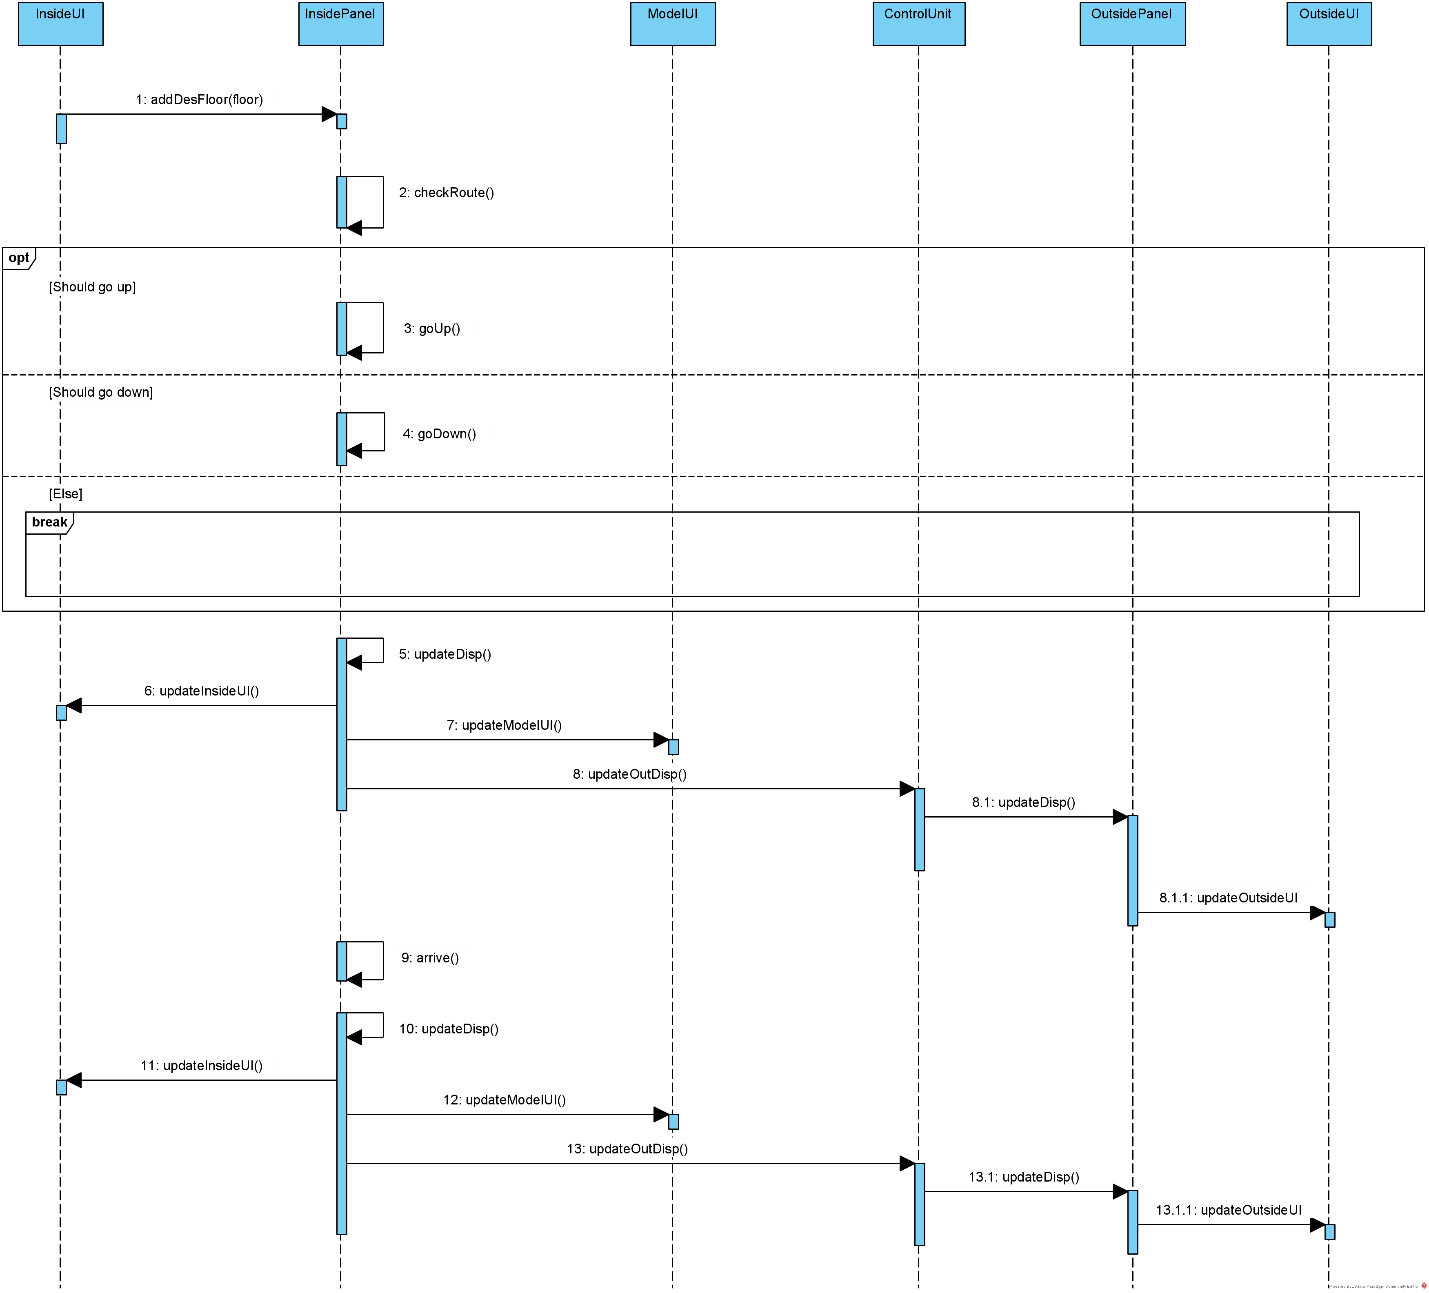 InsideUI
InsidePanel
ModelUI
ControlUnit
OutsidePanel
OutsideUI
1: addDesFloor(floor)
2: checkRoute()
opt
[Should go up]
3: goUp()
[Should go down]
4: goDown()
[Else]
break
5: updateDisp()
6: updateInsideUI()
7: updateModelUI()
8: updateOutDisp()
8.1: updateDisp()
8.1.1: updateOutsideUI
9: arrive()
10: updateDisp()
11: updateInsideUI()
12: updateModelUI()
13: updateOutDisp()
13.1: updateDisp()
13.1.1: updateOutsideUI